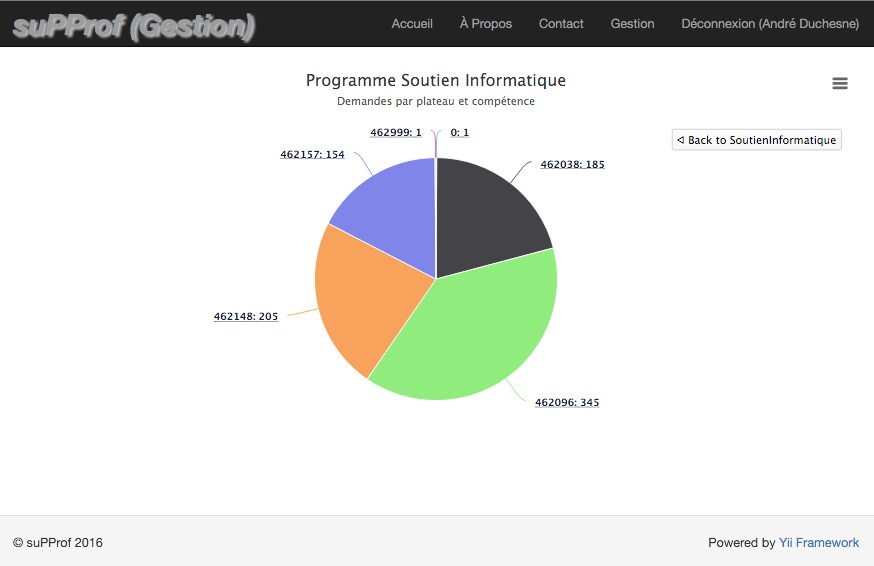 suPProf (Gestion)
Accueil
À Propos
Contact
Gestion
Déconnexion (André Duchesne)
Programme Soutien Informatique
Demandes par plateau et compétence
462999: 1
0: 1
◁ Back to SoutienInformatique
462157: 154
462038: 185
462148: 205
462096: 345
© suPProf 2016
Powered by Yii Framework